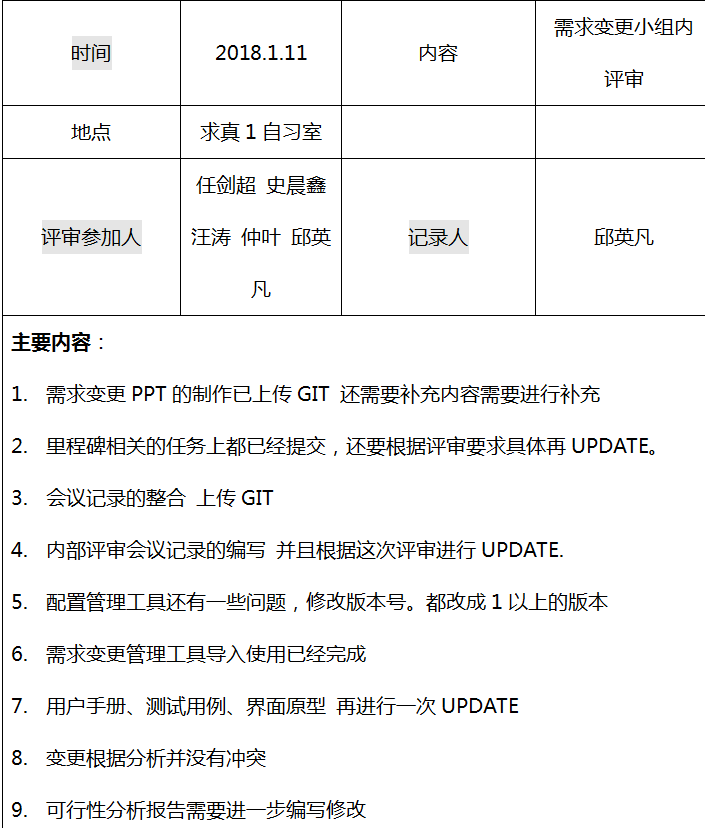 时间 2018.1.11 内容 需求变更小组内
评审
地点 求真 1 自习室
评审参加人 任剑超 史晨鑫
汪涛 仲叶 邱英
凡 记录人 邱英凡
主要内容：
1. 需求变更 PPT 的制作已上传 GIT 还需要补充内容需要进行补充
2. 里程碑相关的任务上都已经提交，还要根据评审要求具体再 UPDATE。
3. 会议记录的整合 上传 GIT
4. 内部评审会议记录的编写 并且根据这次评审进行 UPDATE.
5. 配置管理工具还有一些问题，修改版本号。都改成 1 以上的版本
6. 需求变更管理工具导入使用已经完成
7. 用户手册、测试用例、界面原型 再进行一次 UPDATE
8. 变更根据分析并没有冲突
9. 可行性分析报告需要进一步编写修改